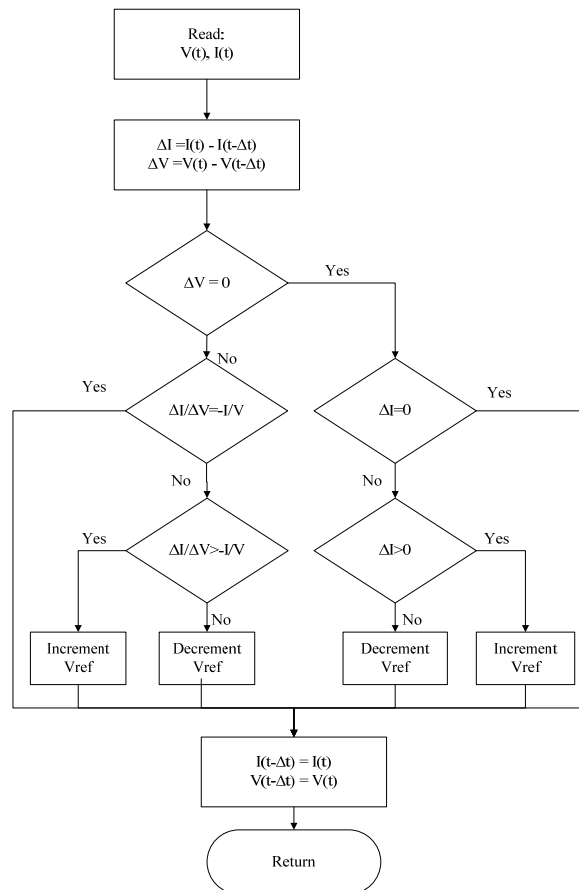 Read:
V(t), I(t)
ΔI =I(t) - I(t-Δt)
ΔV =V(t) - V(t-Δt)
ΔV = 0
Yes
No
Yes
ΔI/ΔV=-I/V
ΔI=0
Yes
No
No
Yes
ΔI/ΔV>-I/V
ΔI>0
Yes
No
No
Increment
Vref
Decrement
Vref
Decrement
Vref
Increment
Vref
I(t-Δt) = I(t)
V(t-Δt) = V(t)
Return